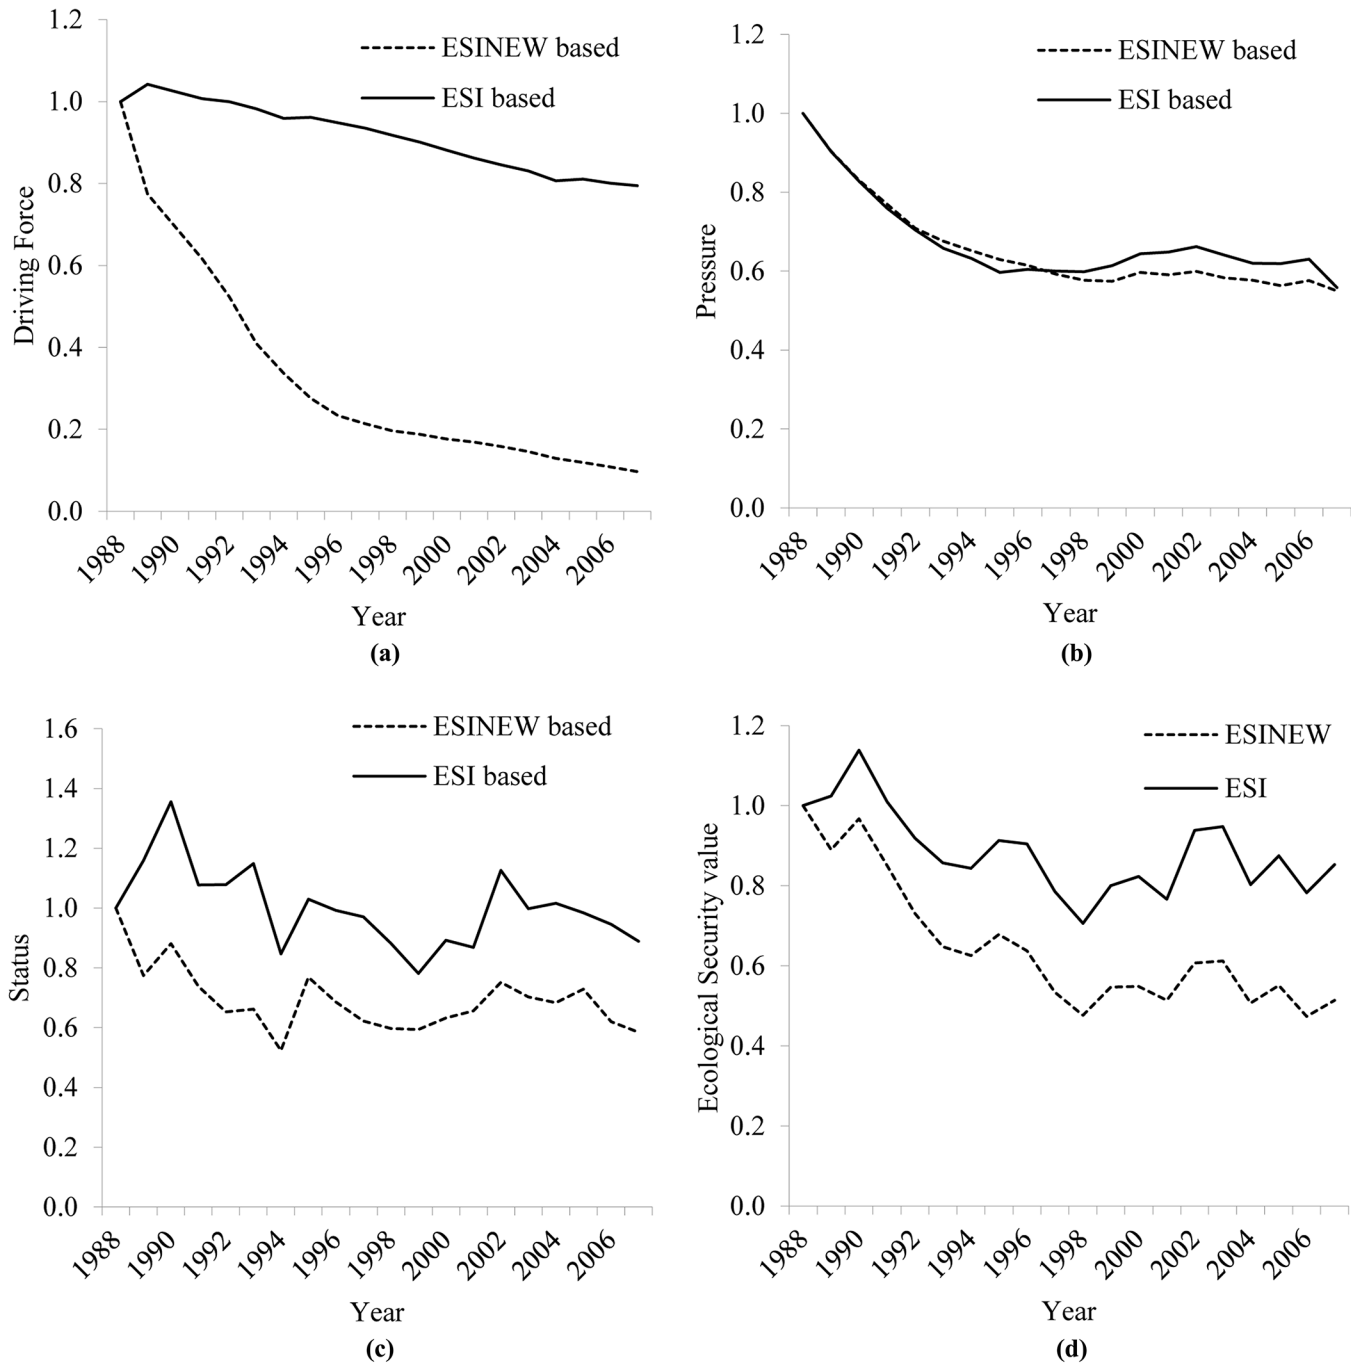 1.2
1.0
0.8
0.6
0.4
0.2
0.0
Driving Force
ESINEW based
ESI based
1988 1990 1992 1994 1996 1998 2000 2002 2004 2006
Year
(a)
1.2
1.0
0.8
0.6
0.4
0.2
0.0
Pressure
ESINEW based
ESI based
1988 1990 1992 1994 1996 1998 2000 2002 2004 2006
Year
(b)
1.6
1.4
1.2
1.0
0.8
0.6
0.4
0.2
0.0
Status
ESINEW based
ESI based
1988 1990 1992 1994 1996 1998 2000 2002 2004 2006
Year
(c)
1.2
1.0
0.8
0.6
0.4
0.2
0.0
Ecological Security value
ESINEW
ESI
1988 1990 1992 1994 1996 1998 2000 2002 2004 2006
Year
(d)